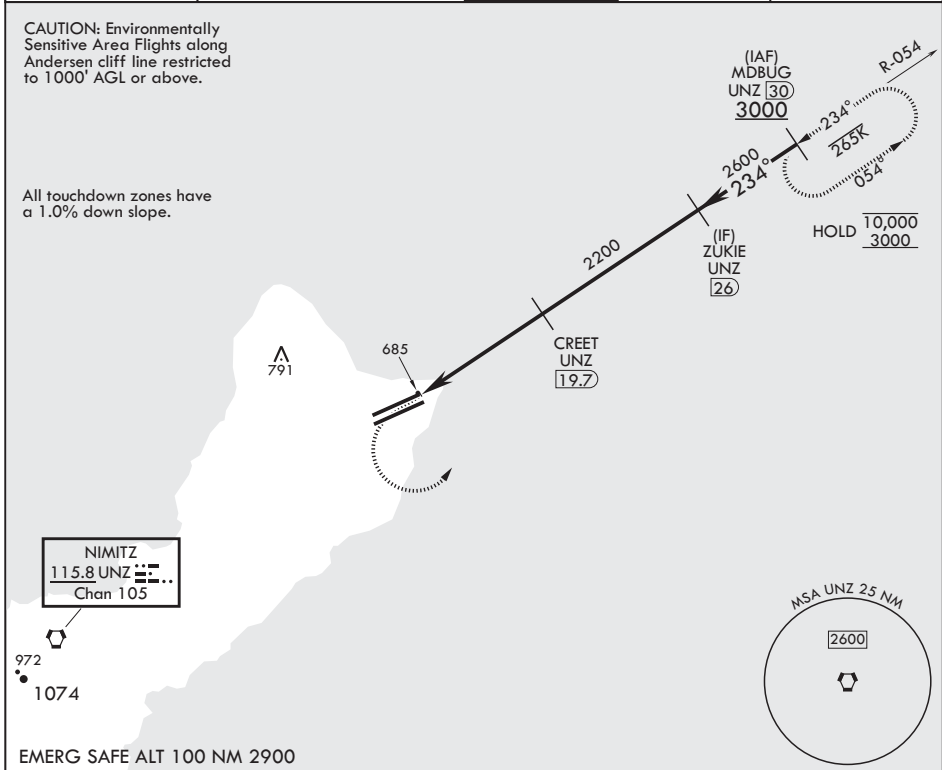 CAUTION: Environmentally
Sensitive Area Flights along
Andersen cliff line restricted
to 1000' AGL or above.
(IAF)
MDBUG
UNZ 30
3000
R-054
234°
265K
054°
2600
234°
HOLD 10,000
3000
All touchdown zones have
a 1.0% down slope.
2200
(IF)
ZUKIE
UNZ
26
CREET
UNZ
19.7
685
791
NIMITZ
115.8 UNZ
Chan 105
972
1074
MSA UNZ 25 NM
2600
EMERG SAFE ALT 100 NM 2900